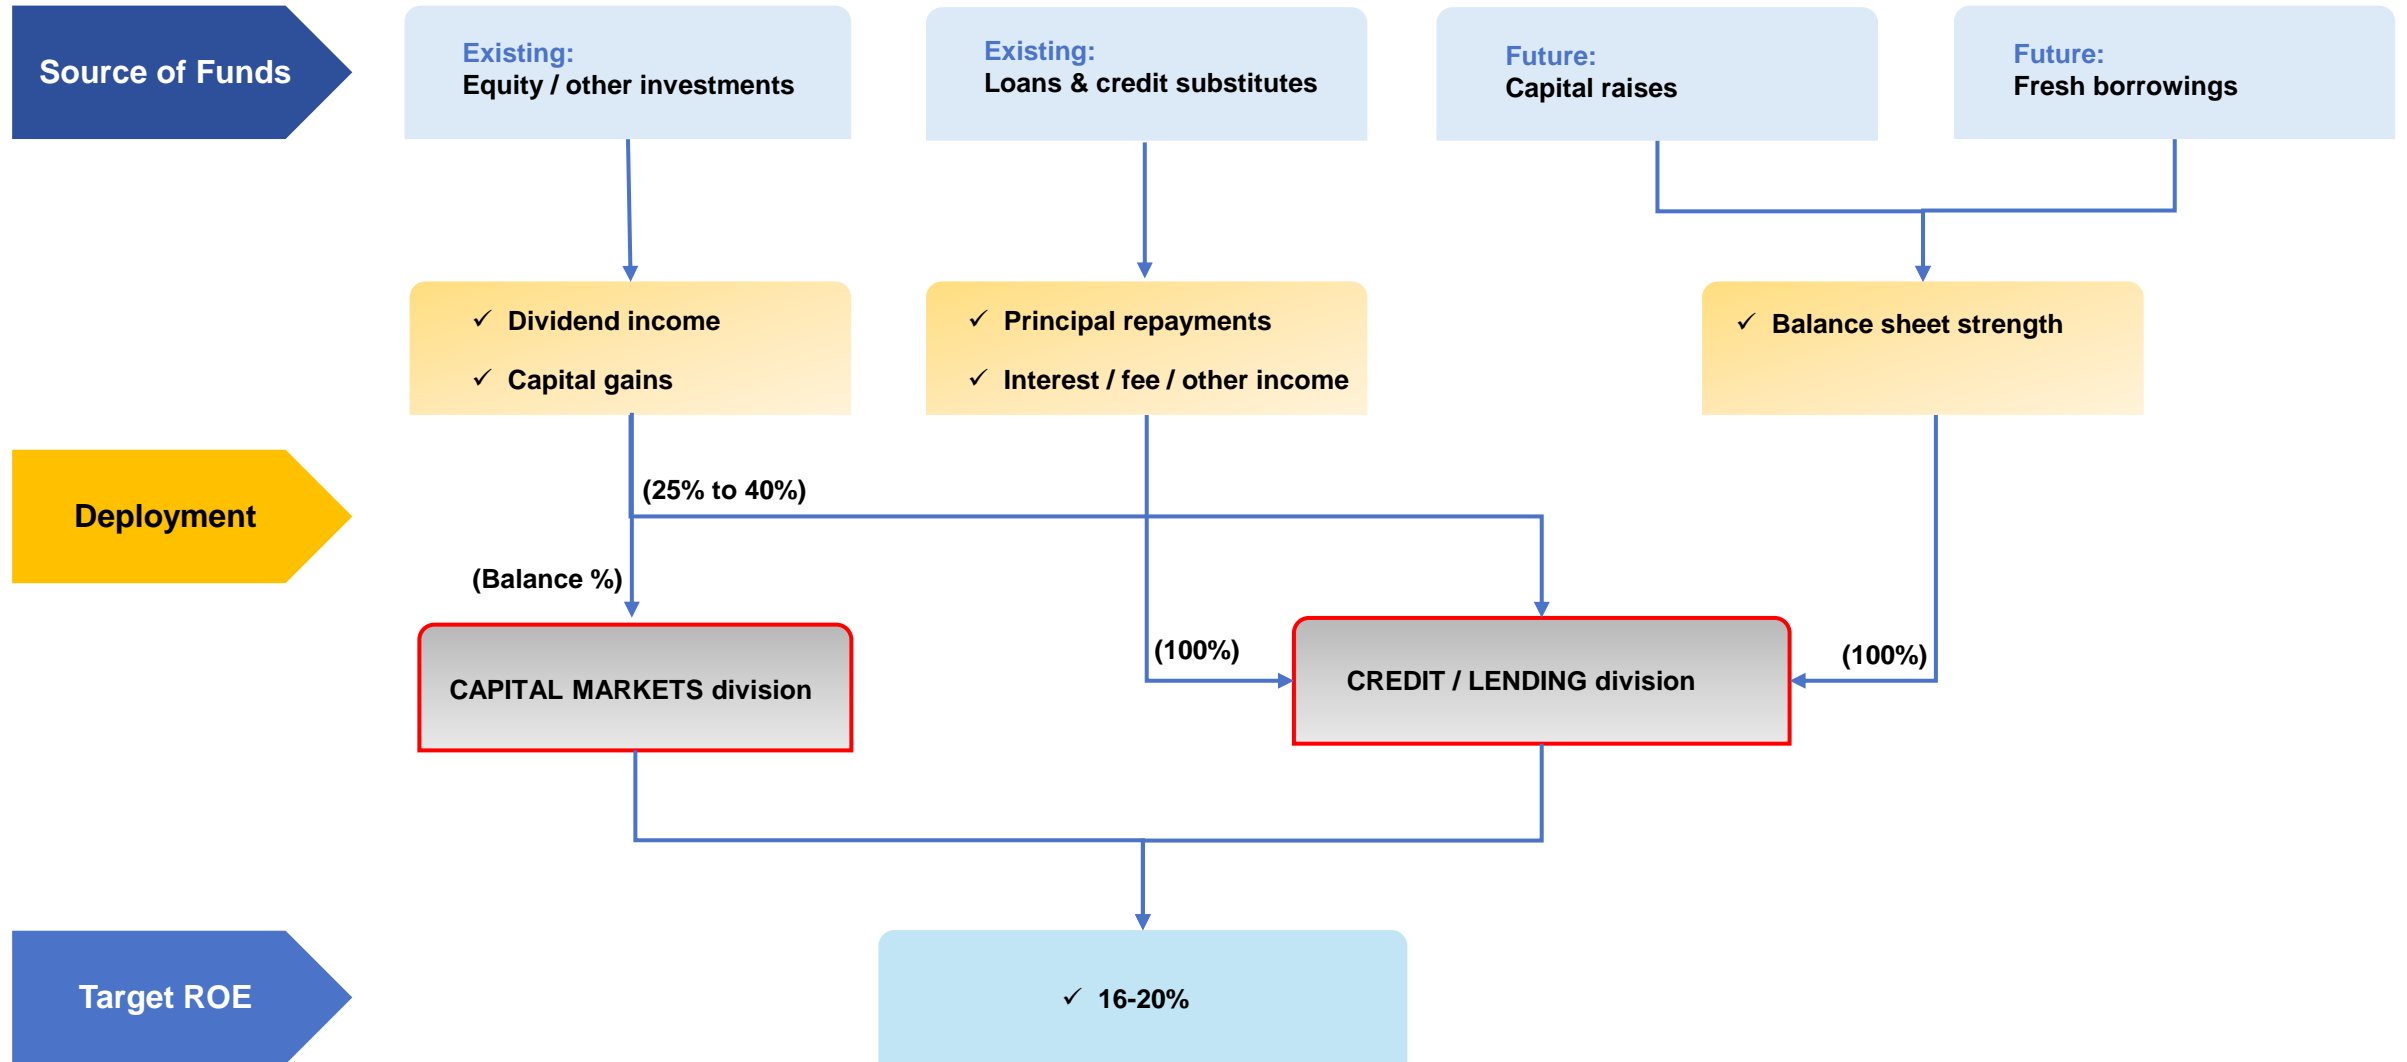 Source of Funds
Existing:
Equity / other investments
Existing:
Loans & credit substitutes
Future:
Capital raises
Future:
Fresh borrowings
✓ Dividend income
✓ Capital gains
✓ Principal repayments
✓ Interest / fee / other income
✓ Balance sheet strength
Deployment
(25% to 40%)
(Balance %)
(100%)
(100%)
CAPITAL MARKETS division
CREDIT / LENDING division
Target ROE
✓ 16-20%